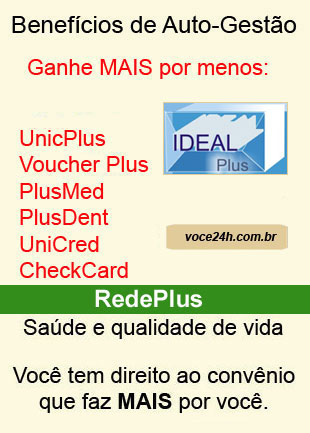 Benefícios de Auto-Gestão
Ganhe MAIS por menos:
IDEAL
Plus
UnicPlus
Voucher Plus
PlusMed
PlusDent
UniCred
CheckCard
voce24h.com.br
RedePlus
Saúde e qualidade de vida
Você tem direito ao convênio
que faz MAIS por você.